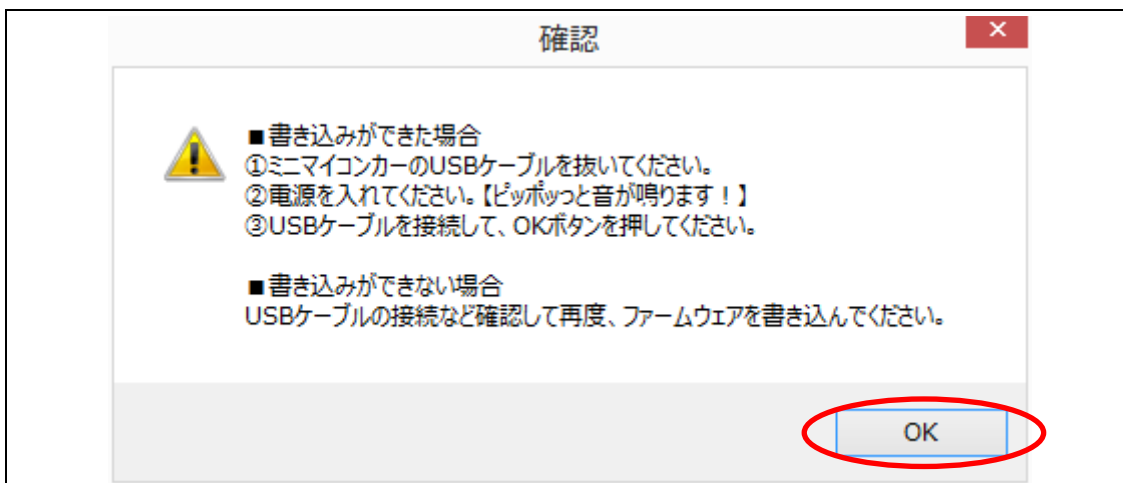 確認
■書き込みができた場合
①ミニマイコンカーのUSBケーブルを抜いてください。
②電源を入れてください。【ピッポッっと音が鳴ります！】
③USBケーブルを接続して、OKボタンを押してください。
■書き込みができない場合
USBケーブルの接続など確認して再度、ファームウェアを書き込んでください。
OK